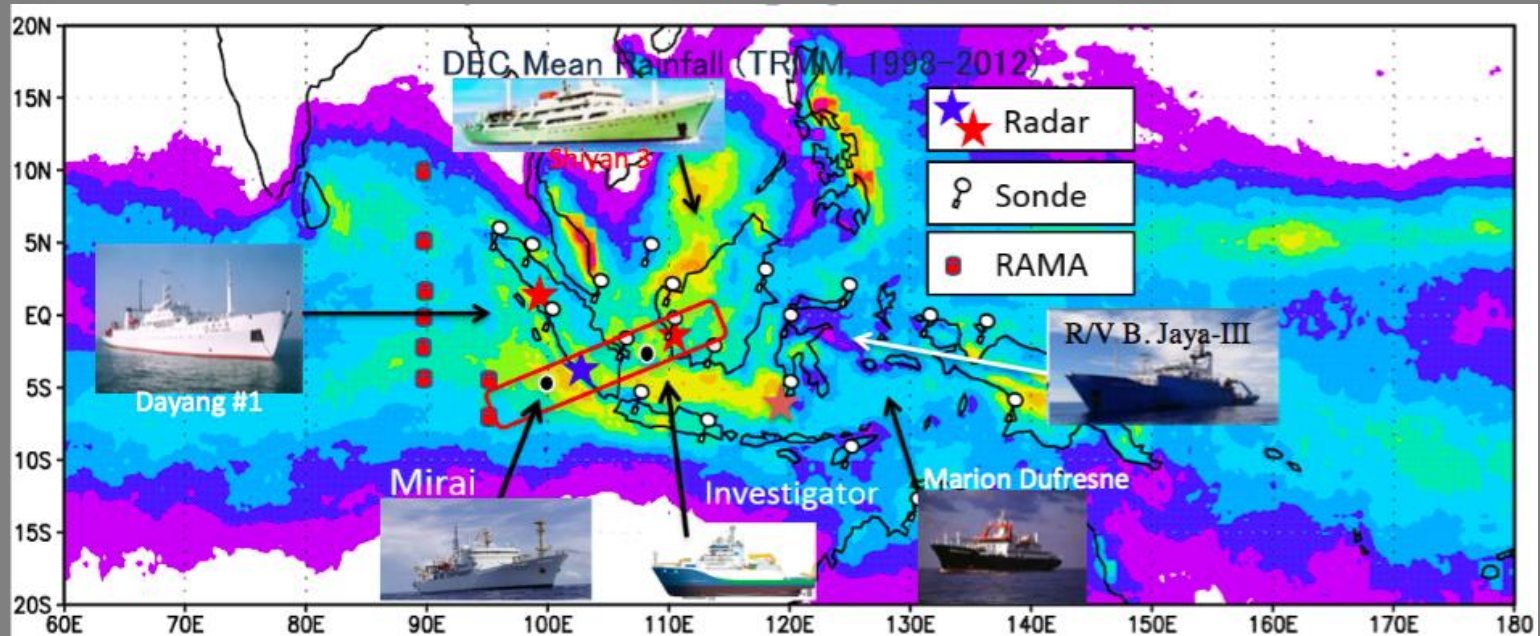 DEC Mean Rainfall (TRMM, 1998-2012)
20N
15N
10N
5N
EQ
5S
10S
15S
20S
Shiyan 3
Radar
Sonde
RAMA
Dayang #1
R/V B. Jaya-III
Mirai
Investigator
Marion Dufresne
60E 70E 80E 90E 100E 110E 120E 130E 140E 150E 160E 170E 180